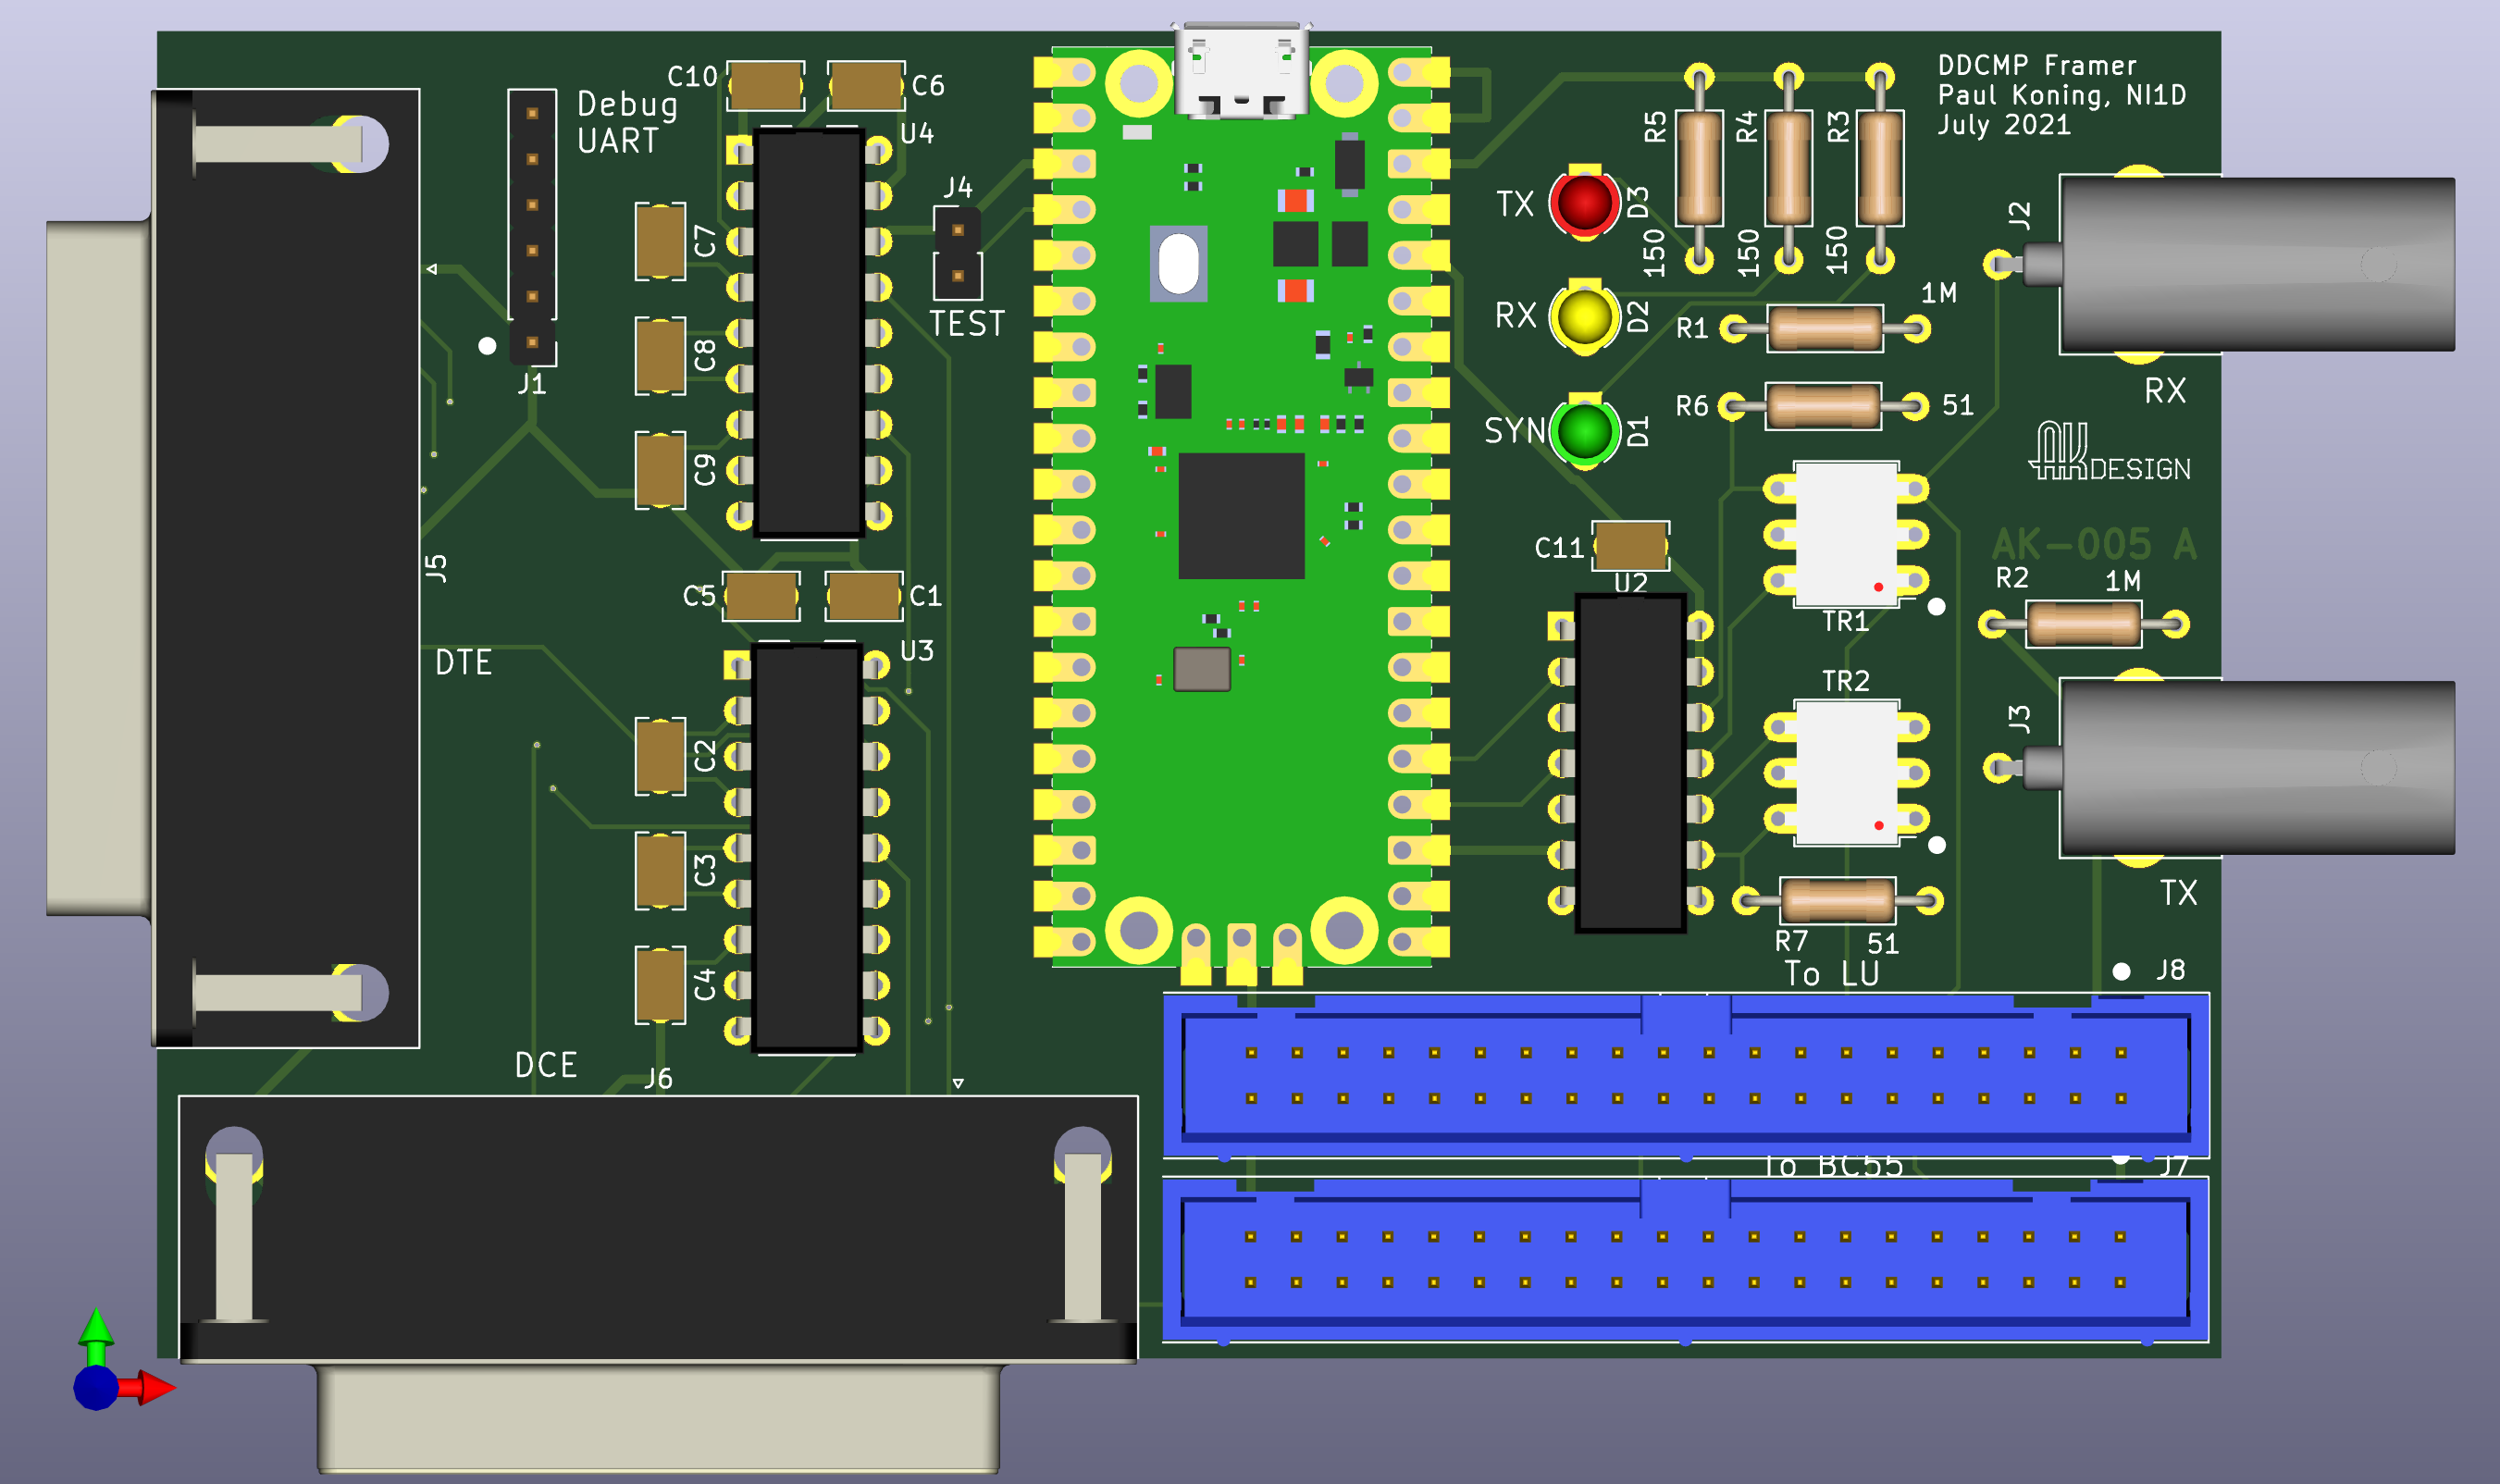 C10
C6
Debug
UART
U4
J4
C7
TEST
C8
J1
C9
J5
C5
C1
U3
DTE
C2
C3
C4
DCE
J6
DDCMP Framer
Paul Koning, NI1D
July 2021
R5
R4
R3
TX
D3
150
150
150
J2
RX
D2
1M
R1
RX
R6
51
SYN
D1
AK DESIGN
AK-005 A
C11
U2
R2
1M
TR1
TR2
J3
TX
R7
51
To LU
J8
To BC55
J7